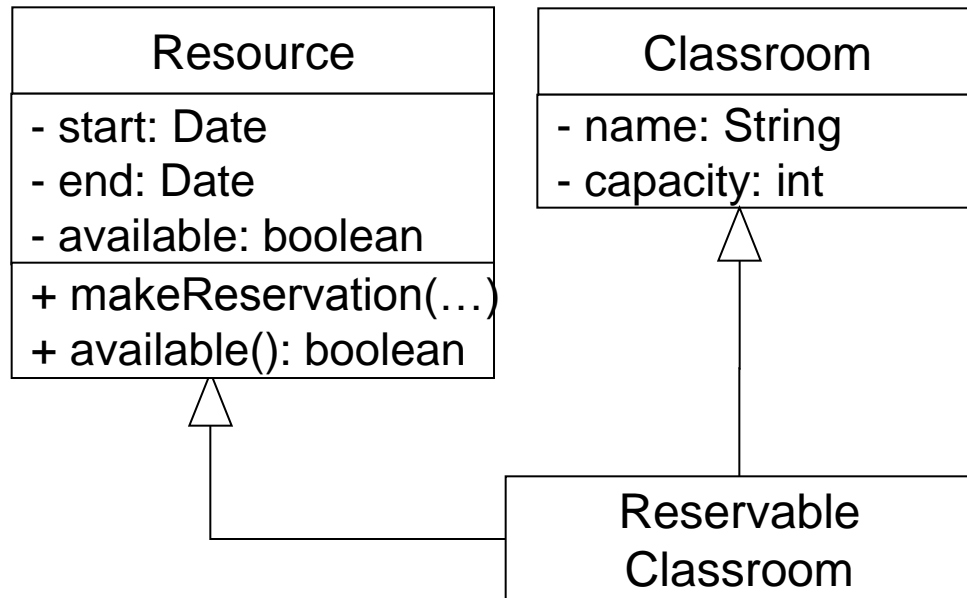 Resource
- start: Date
- end: Date
- available: boolean
+ makeReservation(…)
+ available(): boolean
Classroom
- name: String
- capacity: int
Reservable
Classroom